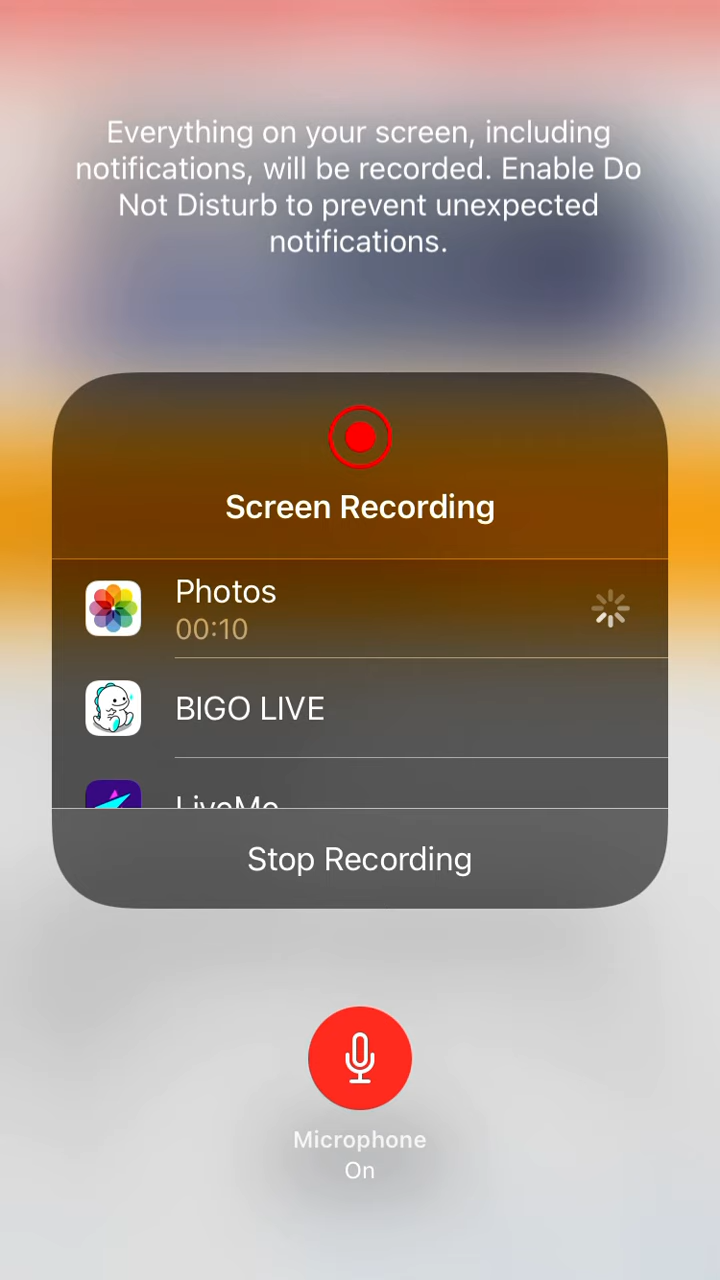 Everything on your screen, including
notifications, will be recorded. Enable Do
Not Disturb to prevent unexpected
notifications.
Screen Recording
Photos
00:10
BIGO LIVE
LiveMe
Stop Recording
Microphone
On